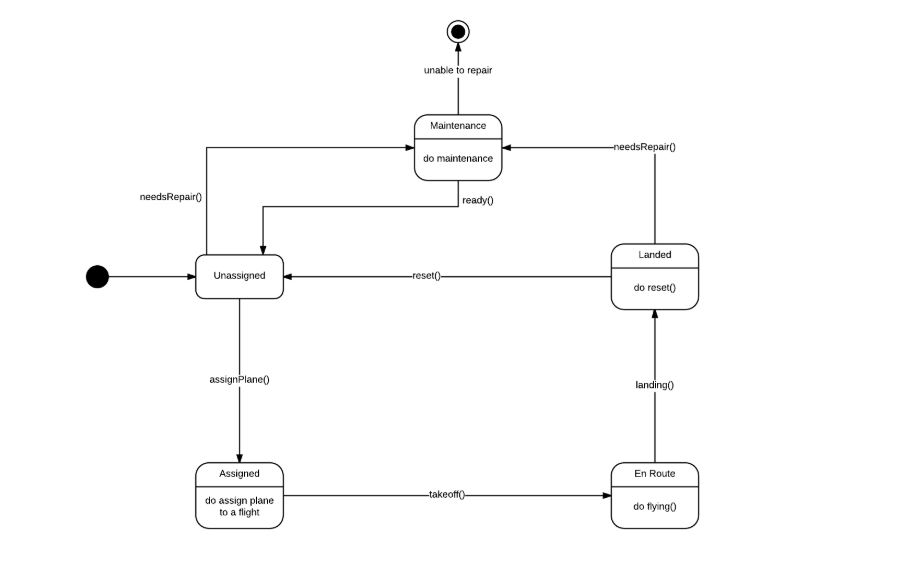 unable to repair
Maintenance
do maintenance
needsRepair()
needsRepair()
ready()
Unassigned
reset()
Landed
do reset()
assignPlane()
landing()
Assigned
do assign plane
to a flight
takeoff()
En Route
do flying()